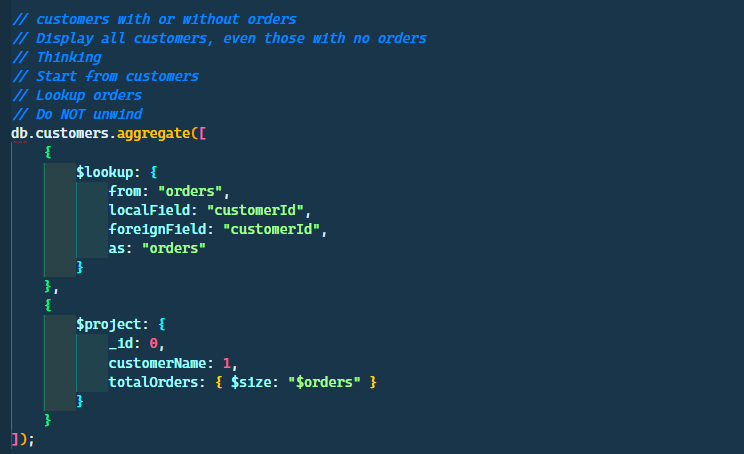 // customers with or without orders
// Display all customers, even those with no orders
// Thinking
// Start from customers
// Lookup orders
// Do NOT unwind
db.customers.aggregate([
    {
        $lookup: {
            from: "orders",
            localField: "customerId",
            foreignField: "customerId",
            as: "orders"
        }
    },
    {
        $project: {
            _id: 0,
            customerName: 1,
            totalOrders: { $size: "$orders" }
        }
    }
]);